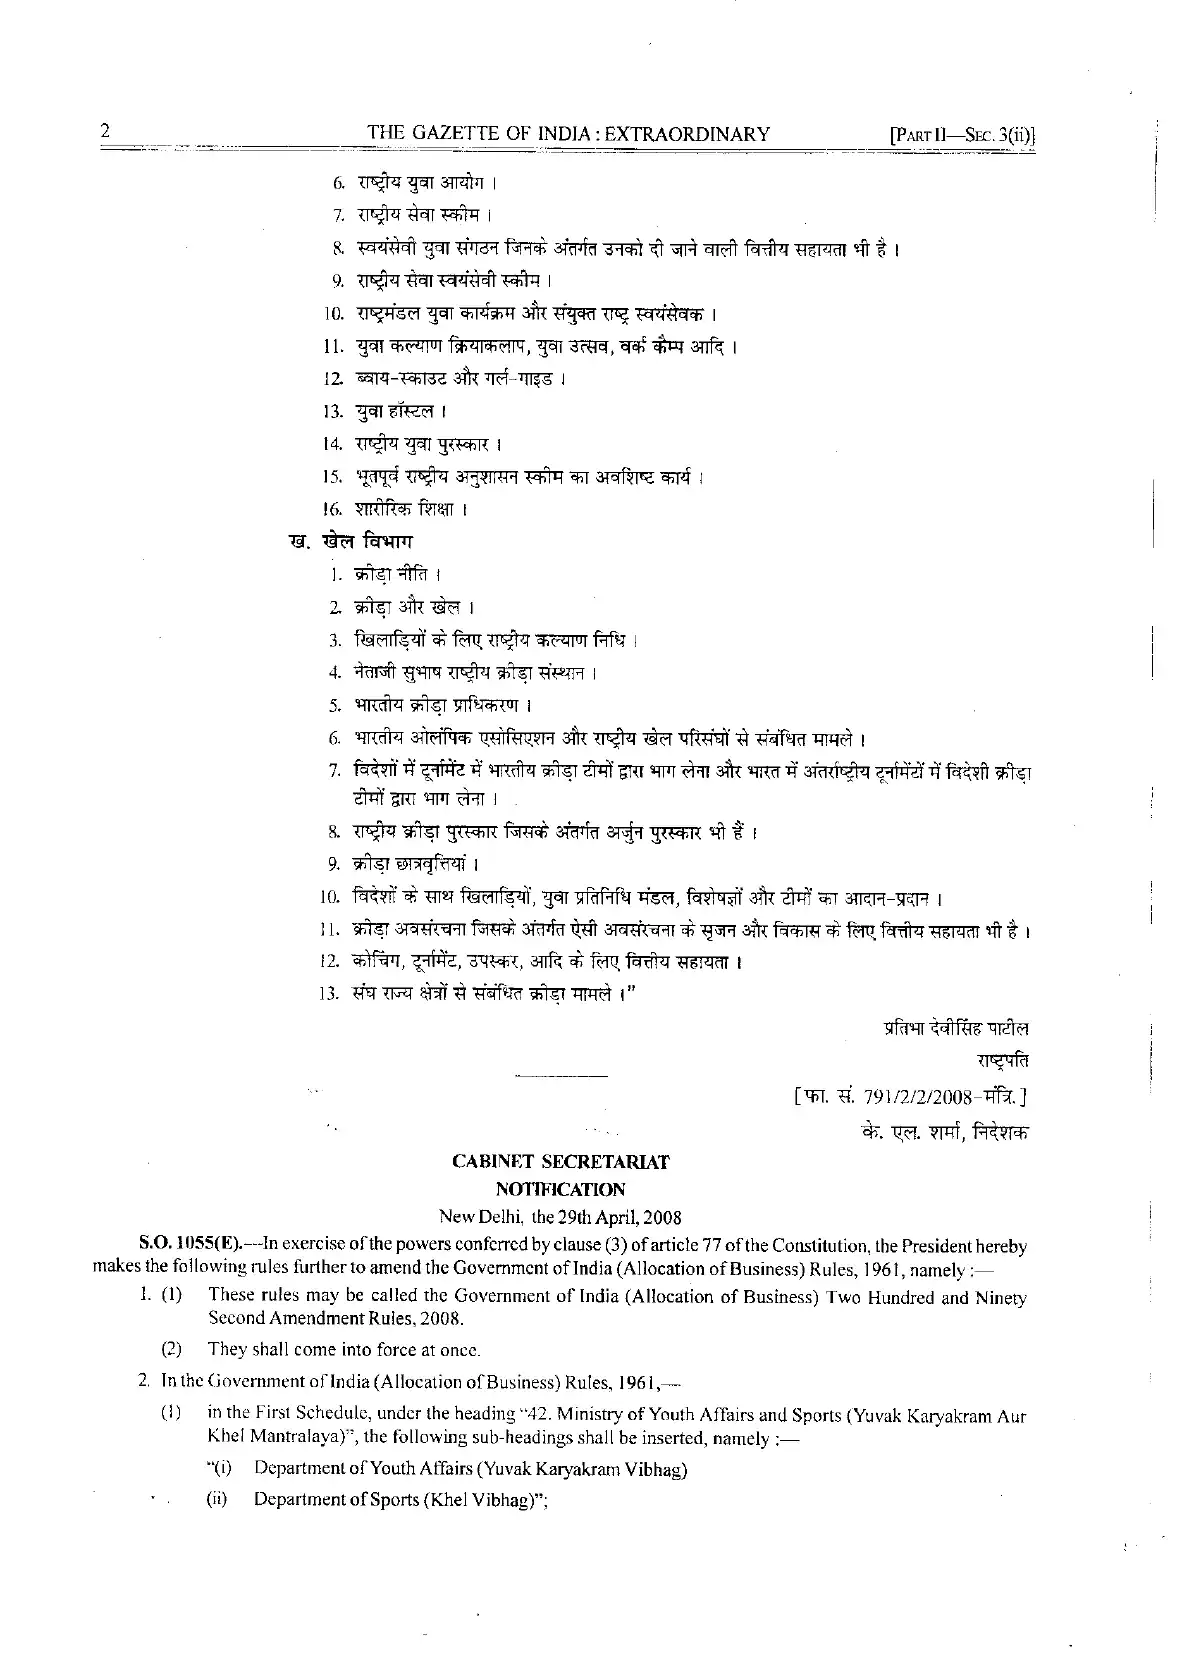 2 THE GAZETTE OF INDIA : EXTRAORDINARY [PART II—SEC. 3(ii)]
6. राष्ट्रीय युवा आयोग ।
7. राष्ट्रीय सेवा स्कीम ।
8. स्वयंसेवी युवा संगठन जिनके अंतर्गत उनको दी जाने वाली वित्तीय सहायता भी है ।
9. राष्ट्रीय सेवा स्वयंसेवी स्कीम ।
10. राष्ट्रमंडल युवा कार्यक्रम और संयुक्त राष्ट्र स्वयंसेवक ।
11. युवा कल्याण क्रियाकलाप, युवा उत्सव, वर्क कैम्प आदि ।
12. ब्वाय-स्काउट और गर्ल-गाइड ।
13. युवा हॉस्टल ।
14. राष्ट्रीय युवा पुरस्कार ।
15. भूतपूर्व राष्ट्रीय अनुशासन स्कीम का अवशिष्ट कार्य ।
16. शारीरिक शिक्षा ।
ख. खेल विभाग
1. क्रीड़ा नीति ।
2. क्रीड़ा और खेल ।
3. खिलाड़ियों के लिए राष्ट्रीय कल्याण निधि ।
4. नेताजी सुभाष राष्ट्रीय क्रीड़ा संस्थान ।
5. भारतीय क्रीड़ा प्राधिकरण ।
6. भारतीय ओलंपिक एसोसिएशन और राष्ट्रीय खेल परिसंघों से संबंधित मामले ।
7. विदेशों में टूर्नामेंट में भारतीय क्रीड़ा टीमों द्वारा भाग लेना और भारत में अंतर्राष्ट्रीय टूर्नामेंटों में विदेशी क्रीड़ा
टीमों द्वारा भाग लेना ।
8. राष्ट्रीय क्रीड़ा पुरस्कार जिसके अंतर्गत अर्जुन पुरस्कार भी हैं ।
9. क्रीड़ा छात्रवृत्तियां ।
10. विदेशों के साथ खिलाड़ियों, युवा प्रतिनिधि मंडल, विशेषज्ञों और टीमों का आदान-प्रदान ।
11. क्रीड़ा अवसंरचना जिसके अंतर्गत ऐसी अवसंरचना के सृजन और विकास के लिए वित्तीय सहायता भी है ।
12. कोचिंग, टूर्नामेंट, उपस्कर, आदि के लिए वित्तीय सहायता ।
13. संघ राज्य क्षेत्रों से संबंधित क्रीड़ा मामले ।”
प्रतिभा देवीसिंह पाटील
राष्ट्रपति
[फा. सं. 791/2/2/2008-मंत्रि.]
के. एल. शर्मा, निदेशक
CABINET SECRETARIAT
NOTIFICATION
New Delhi, the 29th April, 2008
S.O. 1055(E).—In exercise of the powers conferred by clause (3) of article 77 of the Constitution, the President hereby
makes the following rules further to amend the Government of India (Allocation of Business) Rules, 1961, namely :—
1. (1) These rules may be called the Government of India (Allocation of Business) Two Hundred and Ninety
Second Amendment Rules, 2008.
(2) They shall come into force at once.
2. In the Government of India (Allocation of Business) Rules, 1961,—
(1) in the First Schedule, under the heading “42. Ministry of Youth Affairs and Sports (Yuvak Karyakram Aur
Khel Mantralaya)”, the following sub-headings shall be inserted, namely :—
“(i) Department of Youth Affairs (Yuvak Karyakram Vibhag)
(ii) Department of Sports (Khel Vibhag)”;